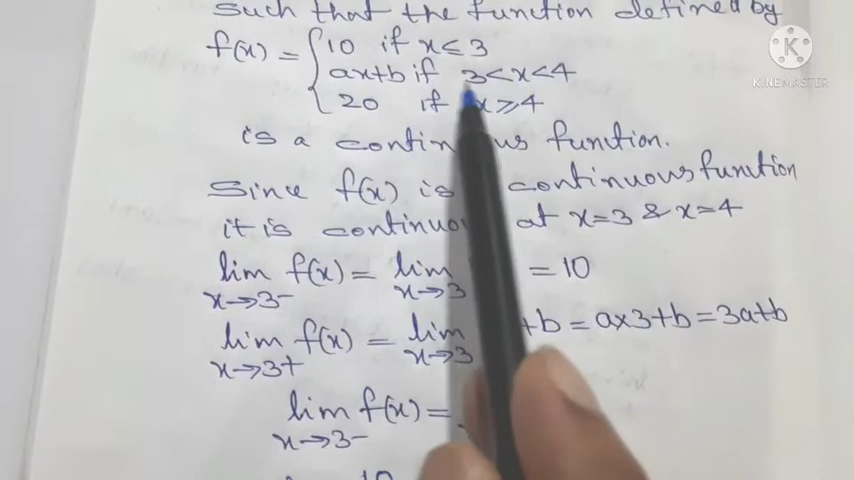 such that the function defined by
f(x) = { 10 if x ≤ 3
ax+b if 3<x<4
20 if x ≥ 4
is a contin us function.
Since f(x) is continuous function
it is continuo at x=3 & x=4
lim x→3- f(x) = lim x→3 = 10
lim x→3+ f(x) = lim x→3 +b = ax3+b = 3a+b
lim x→3- f(x) =
10
K
KINEMASTER